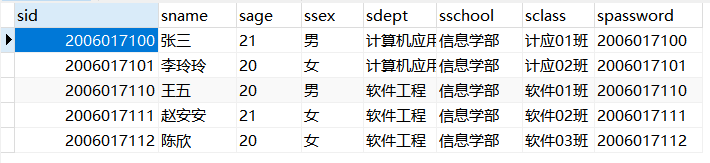 sid sname sage ssex sdept sschool sclass spassword
2006017100 张三 21 男 计算机应用 信息学部 计应01班 2006017100
2006017101 李玲玲 20 女 计算机应用 信息学部 计应02班 2006017101
2006017110 王五 20 男 软件工程 信息学部 软件01班 2006017110
2006017111 赵安安 21 女 软件工程 信息学部 软件02班 2006017111
2006017112 陈欣 20 女 软件工程 信息学部 软件03班 2006017112